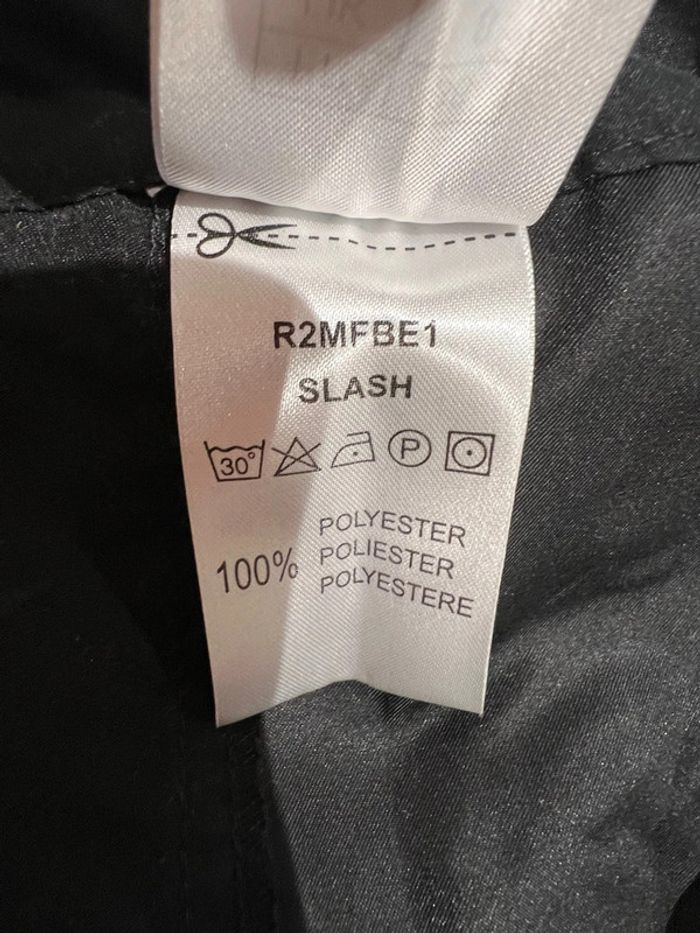 R2MFBE1
SLASH
30°
P
POLYESTER
100% POLIESTER
POLYESTERE